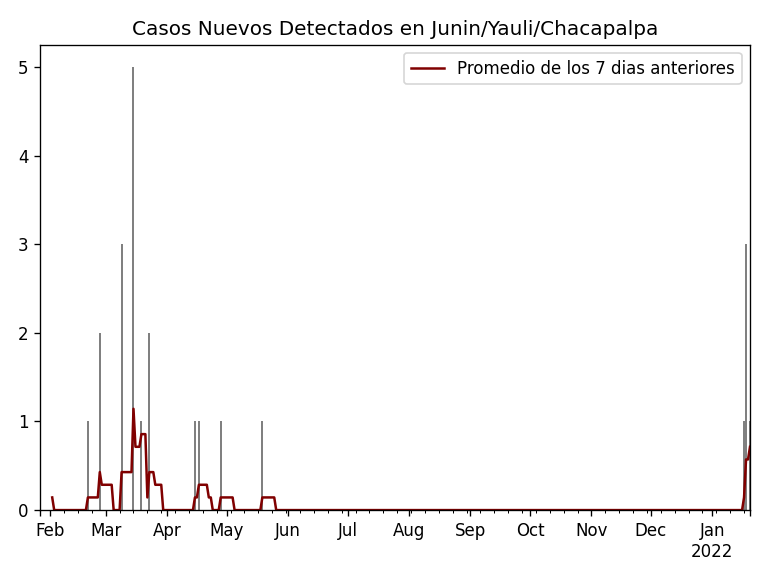 Casos Nuevos Detectados en Junin/Yauli/Chacapalpa
Promedio de los 7 dias anteriores
5
4
3
2
1
0
Feb Mar Apr May Jun Jul Aug Sep Oct Nov Dec Jan
2022